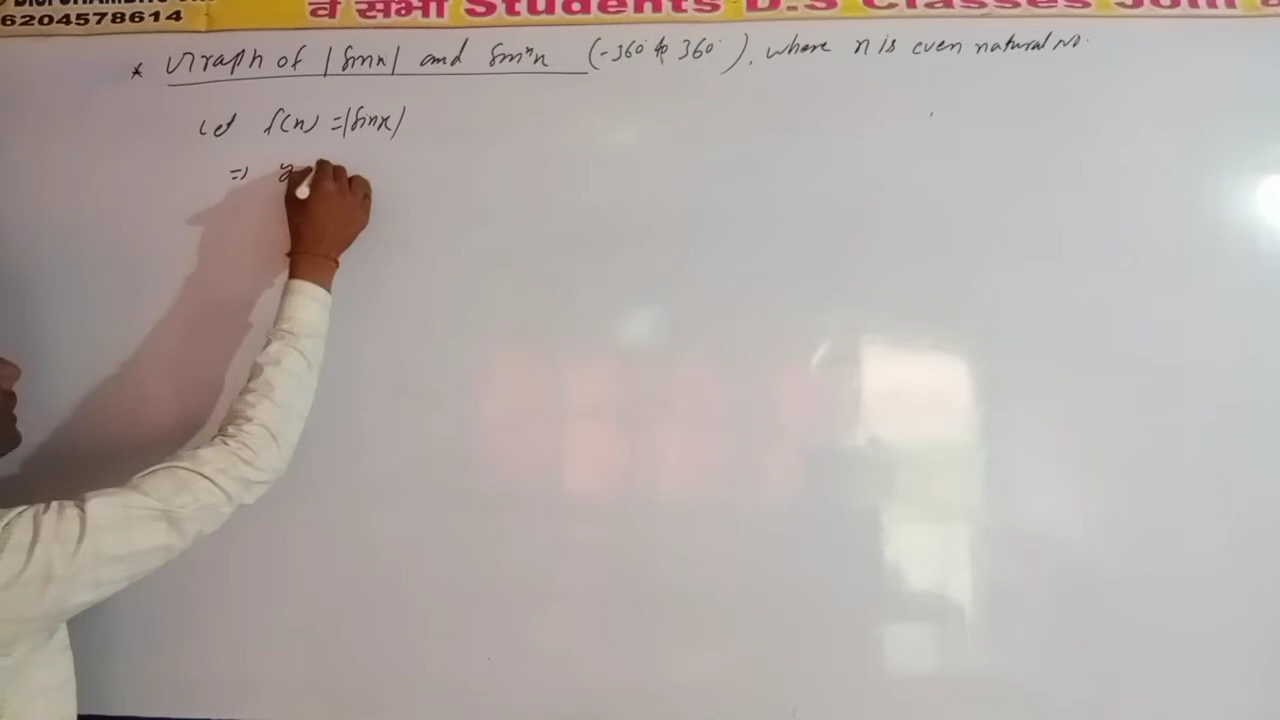 6204578614
वे सभी Students D.S Classes Join
* Graph of |sinx| and sinⁿx (-360° to 360°), where n is even natural no.
Let f(x) = |sinx|
=> y